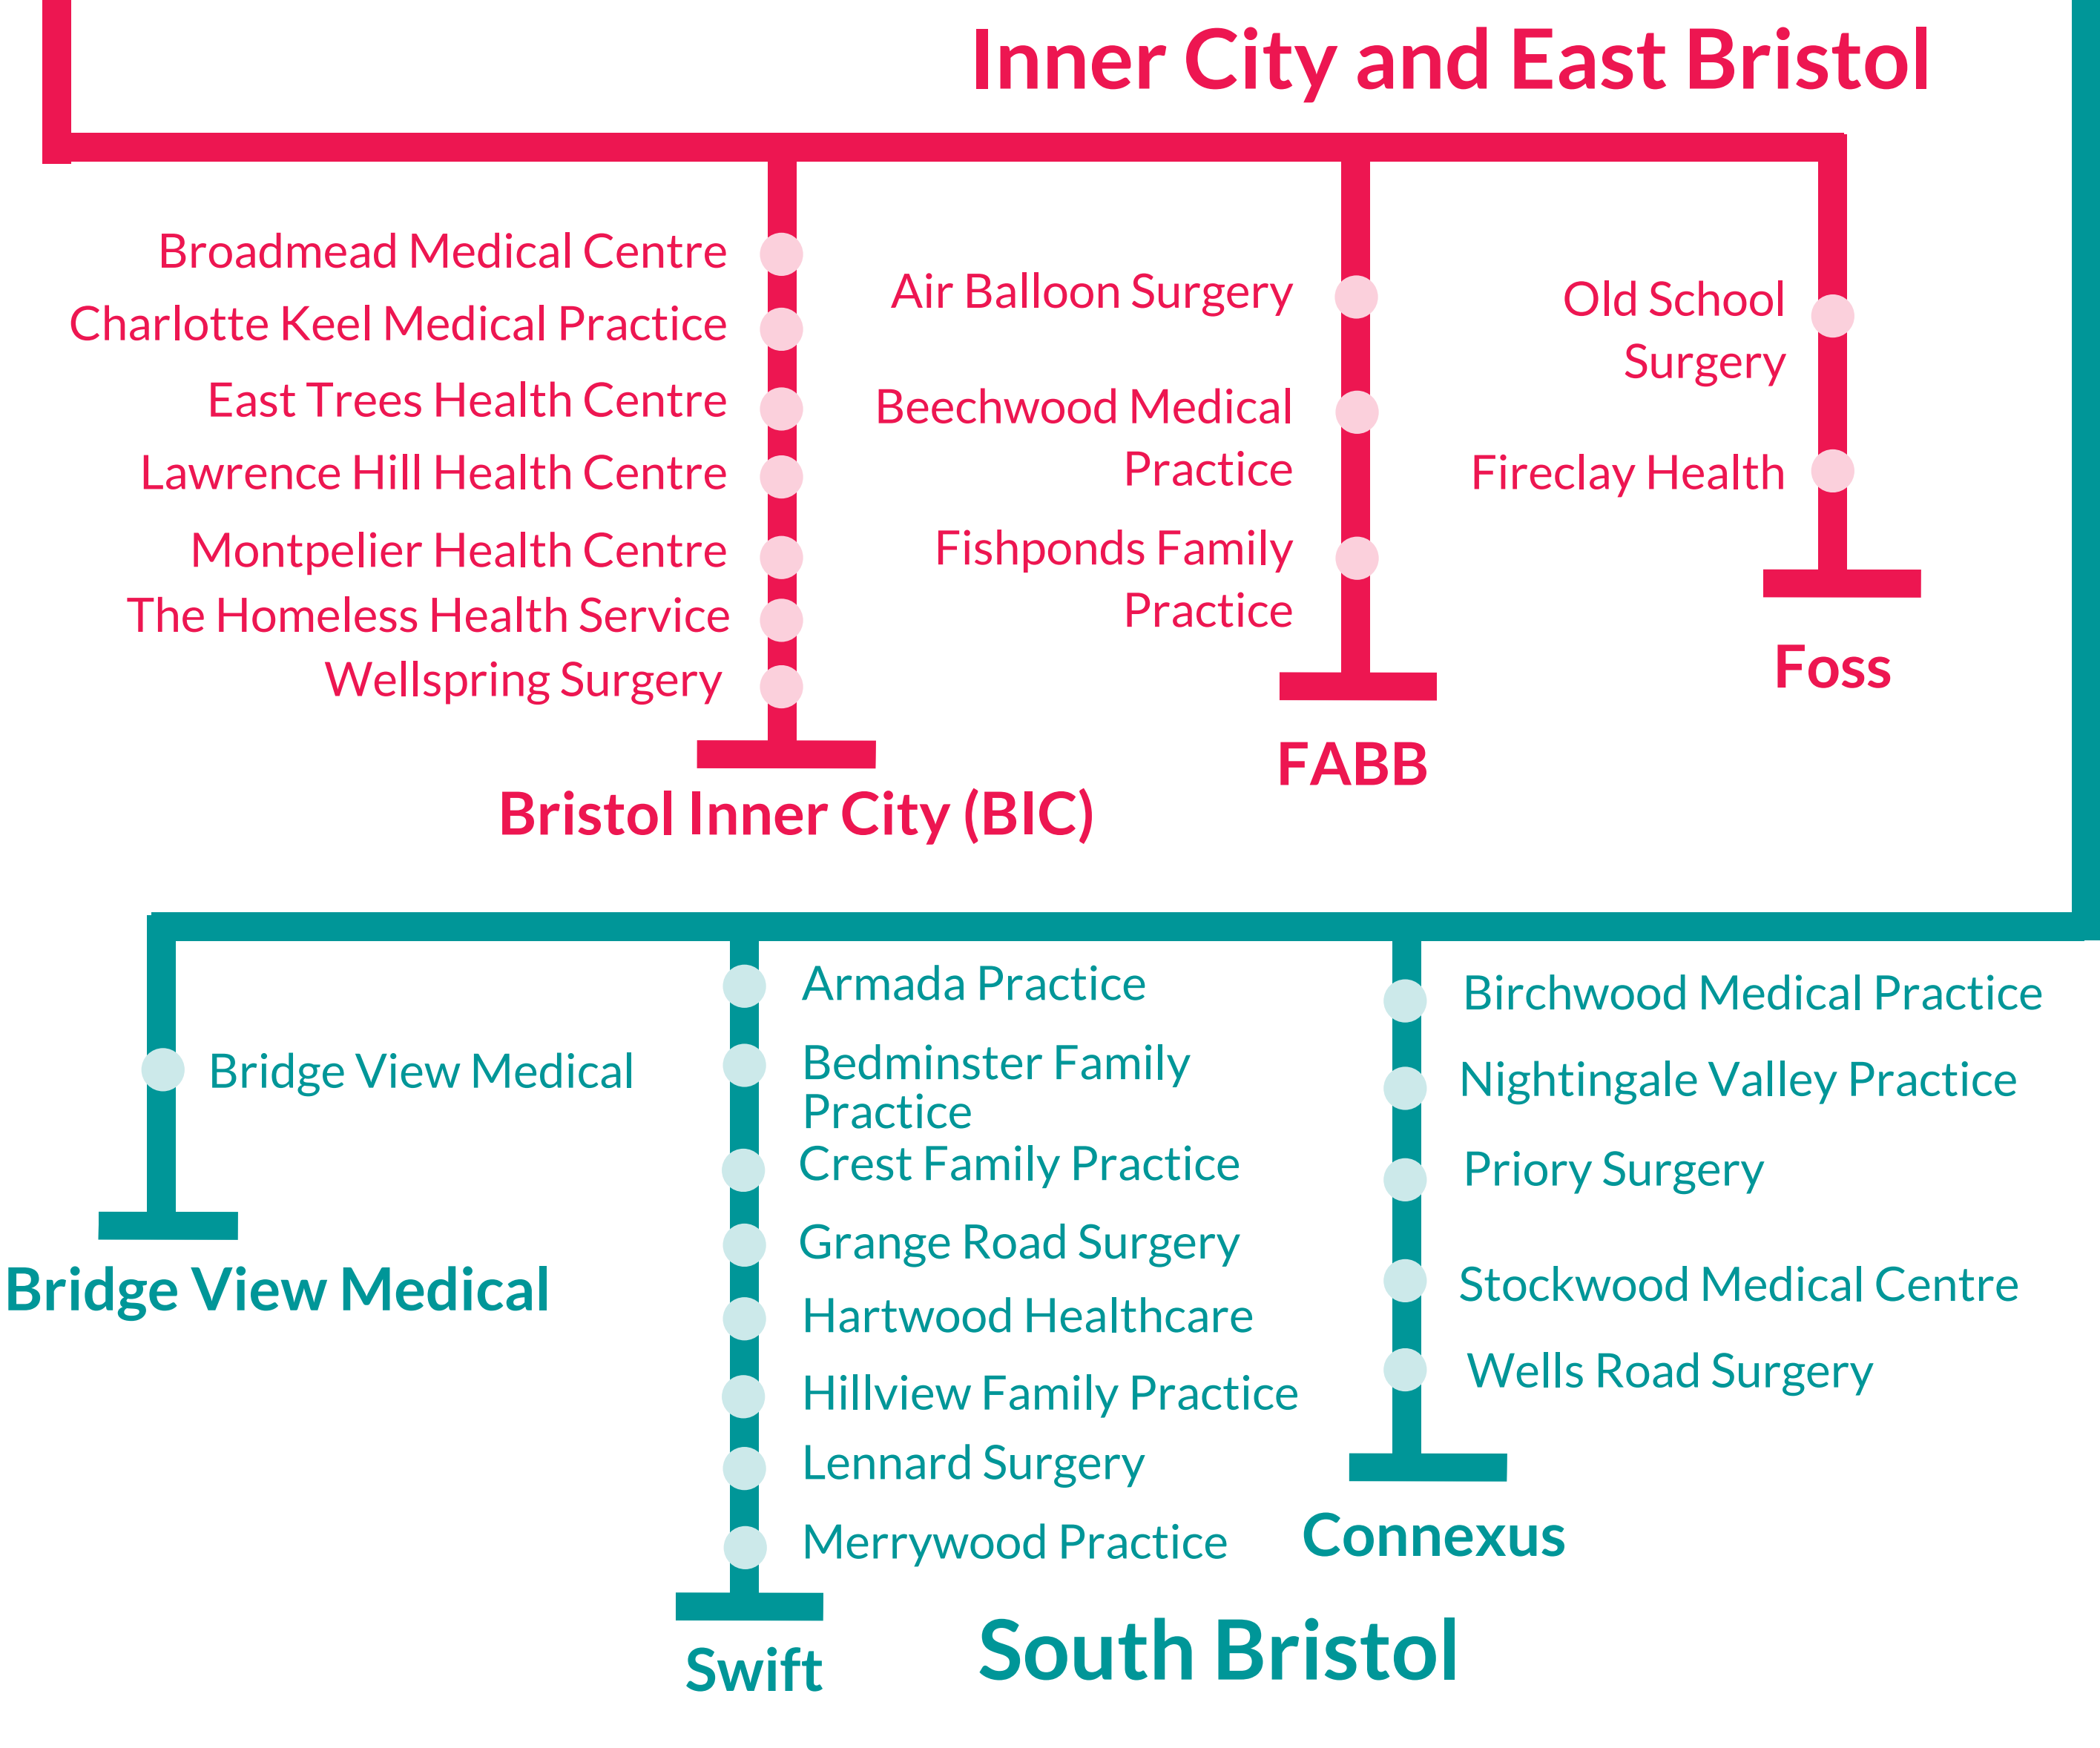 Inner City and East Bristol
Broadmead Medical Centre
Charlotte Keel Medical Practice
East Trees Health Centre
Lawrence Hill Health Centre
Montpelier Health Centre
The Homeless Health Service
Wellspring Surgery
Bristol Inner City (BIC)
Air Balloon Surgery
Beechwood Medical
Practice
Fishponds Family
Practice
FABB
Old School
Surgery
Fireclay Health
Foss
Bridge View Medical
Bridge View Medical
Armada Practice
Bedminster Family
Practice
Crest Family Practice
Grange Road Surgery
Hartwood Healthcare
Hillview Family Practice
Lennard Surgery
Merrywood Practice
Swift
Birchwood Medical Practice
Nightingale Valley Practice
Priory Surgery
Stockwood Medical Centre
Wells Road Surgery
Connexus
South Bristol